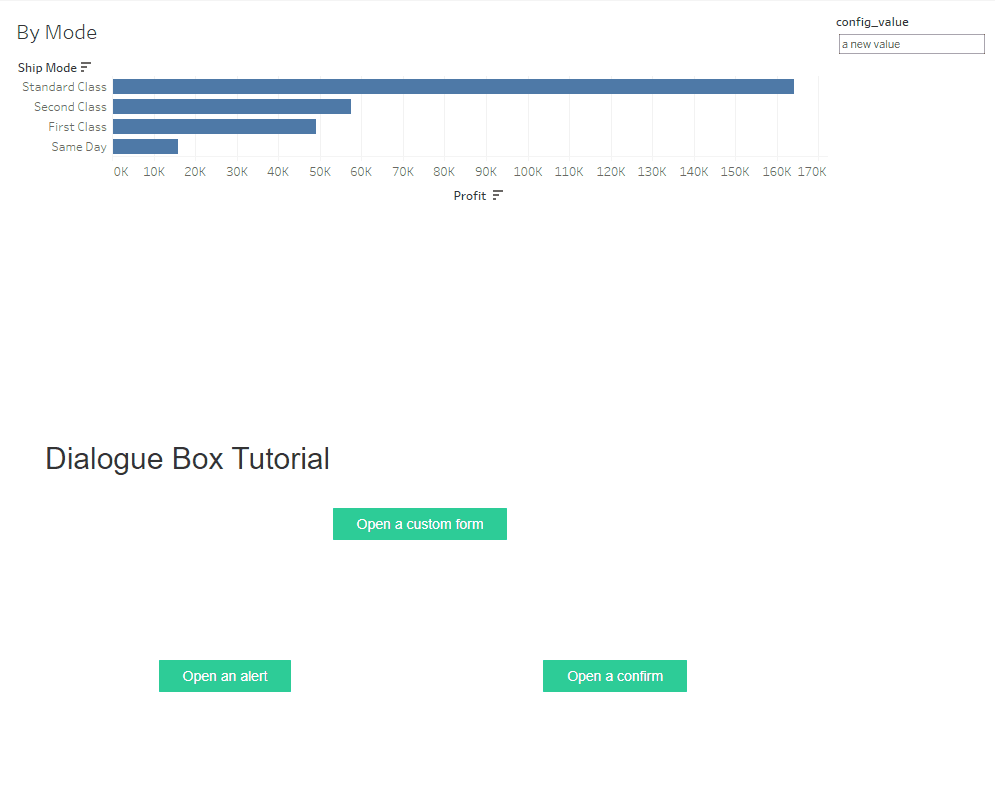 By Mode
config_value
a new value
Ship Mode
Standard Class
Second Class
First Class
Same Day
0K 10K 20K 30K 40K 50K 60K 70K 80K 90K 100K 110K 120K 130K 140K 150K 160K 170K
Profit
Dialogue Box Tutorial
Open a custom form
Open an alert
Open a confirm